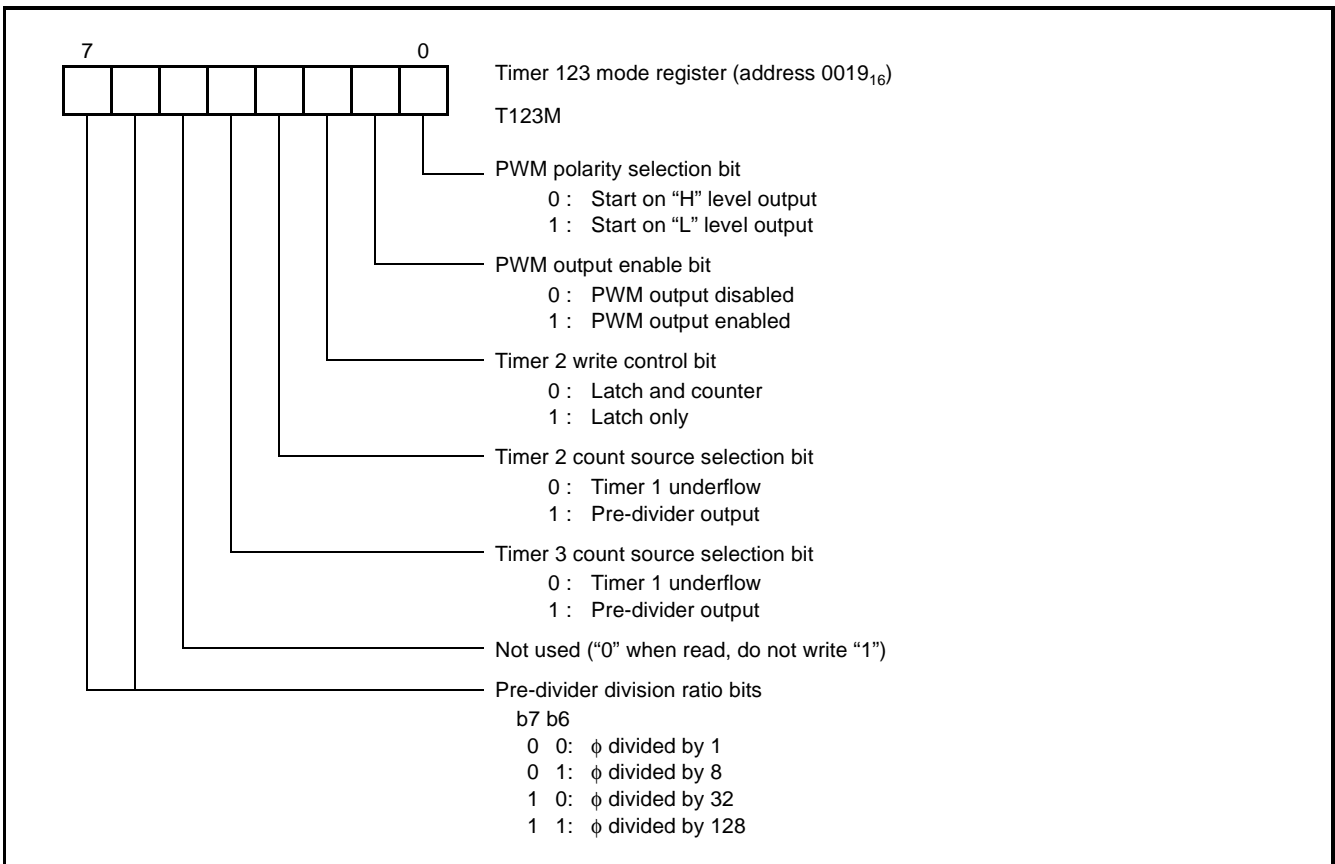 7 0
Timer 123 mode register (address 0019₁₆)
T123M
PWM polarity selection bit
0 : Start on “H” level output
1 : Start on “L” level output
PWM output enable bit
0 : PWM output disabled
1 : PWM output enabled
Timer 2 write control bit
0 : Latch and counter
1 : Latch only
Timer 2 count source selection bit
0 : Timer 1 underflow
1 : Pre-divider output
Timer 3 count source selection bit
0 : Timer 1 underflow
1 : Pre-divider output
Not used (“0” when read, do not write “1”)
Pre-divider division ratio bits
b7 b6
0 0: ϕ divided by 1
0 1: ϕ divided by 8
1 0: ϕ divided by 32
1 1: ϕ divided by 128